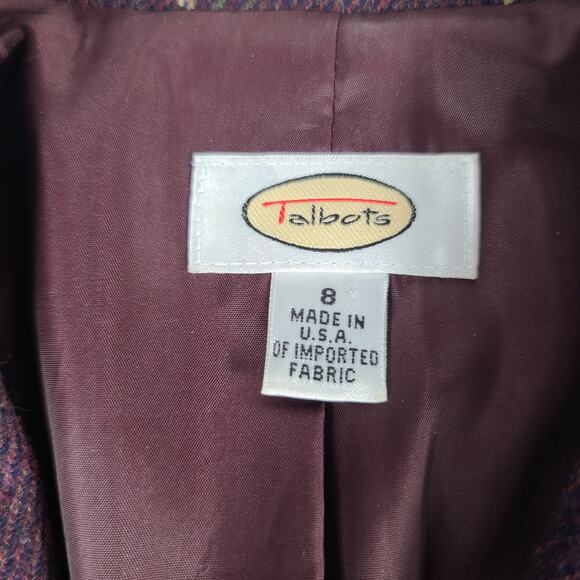 Talbots
8
MADE IN
U.S.A.
OF IMPORTED
FABRIC